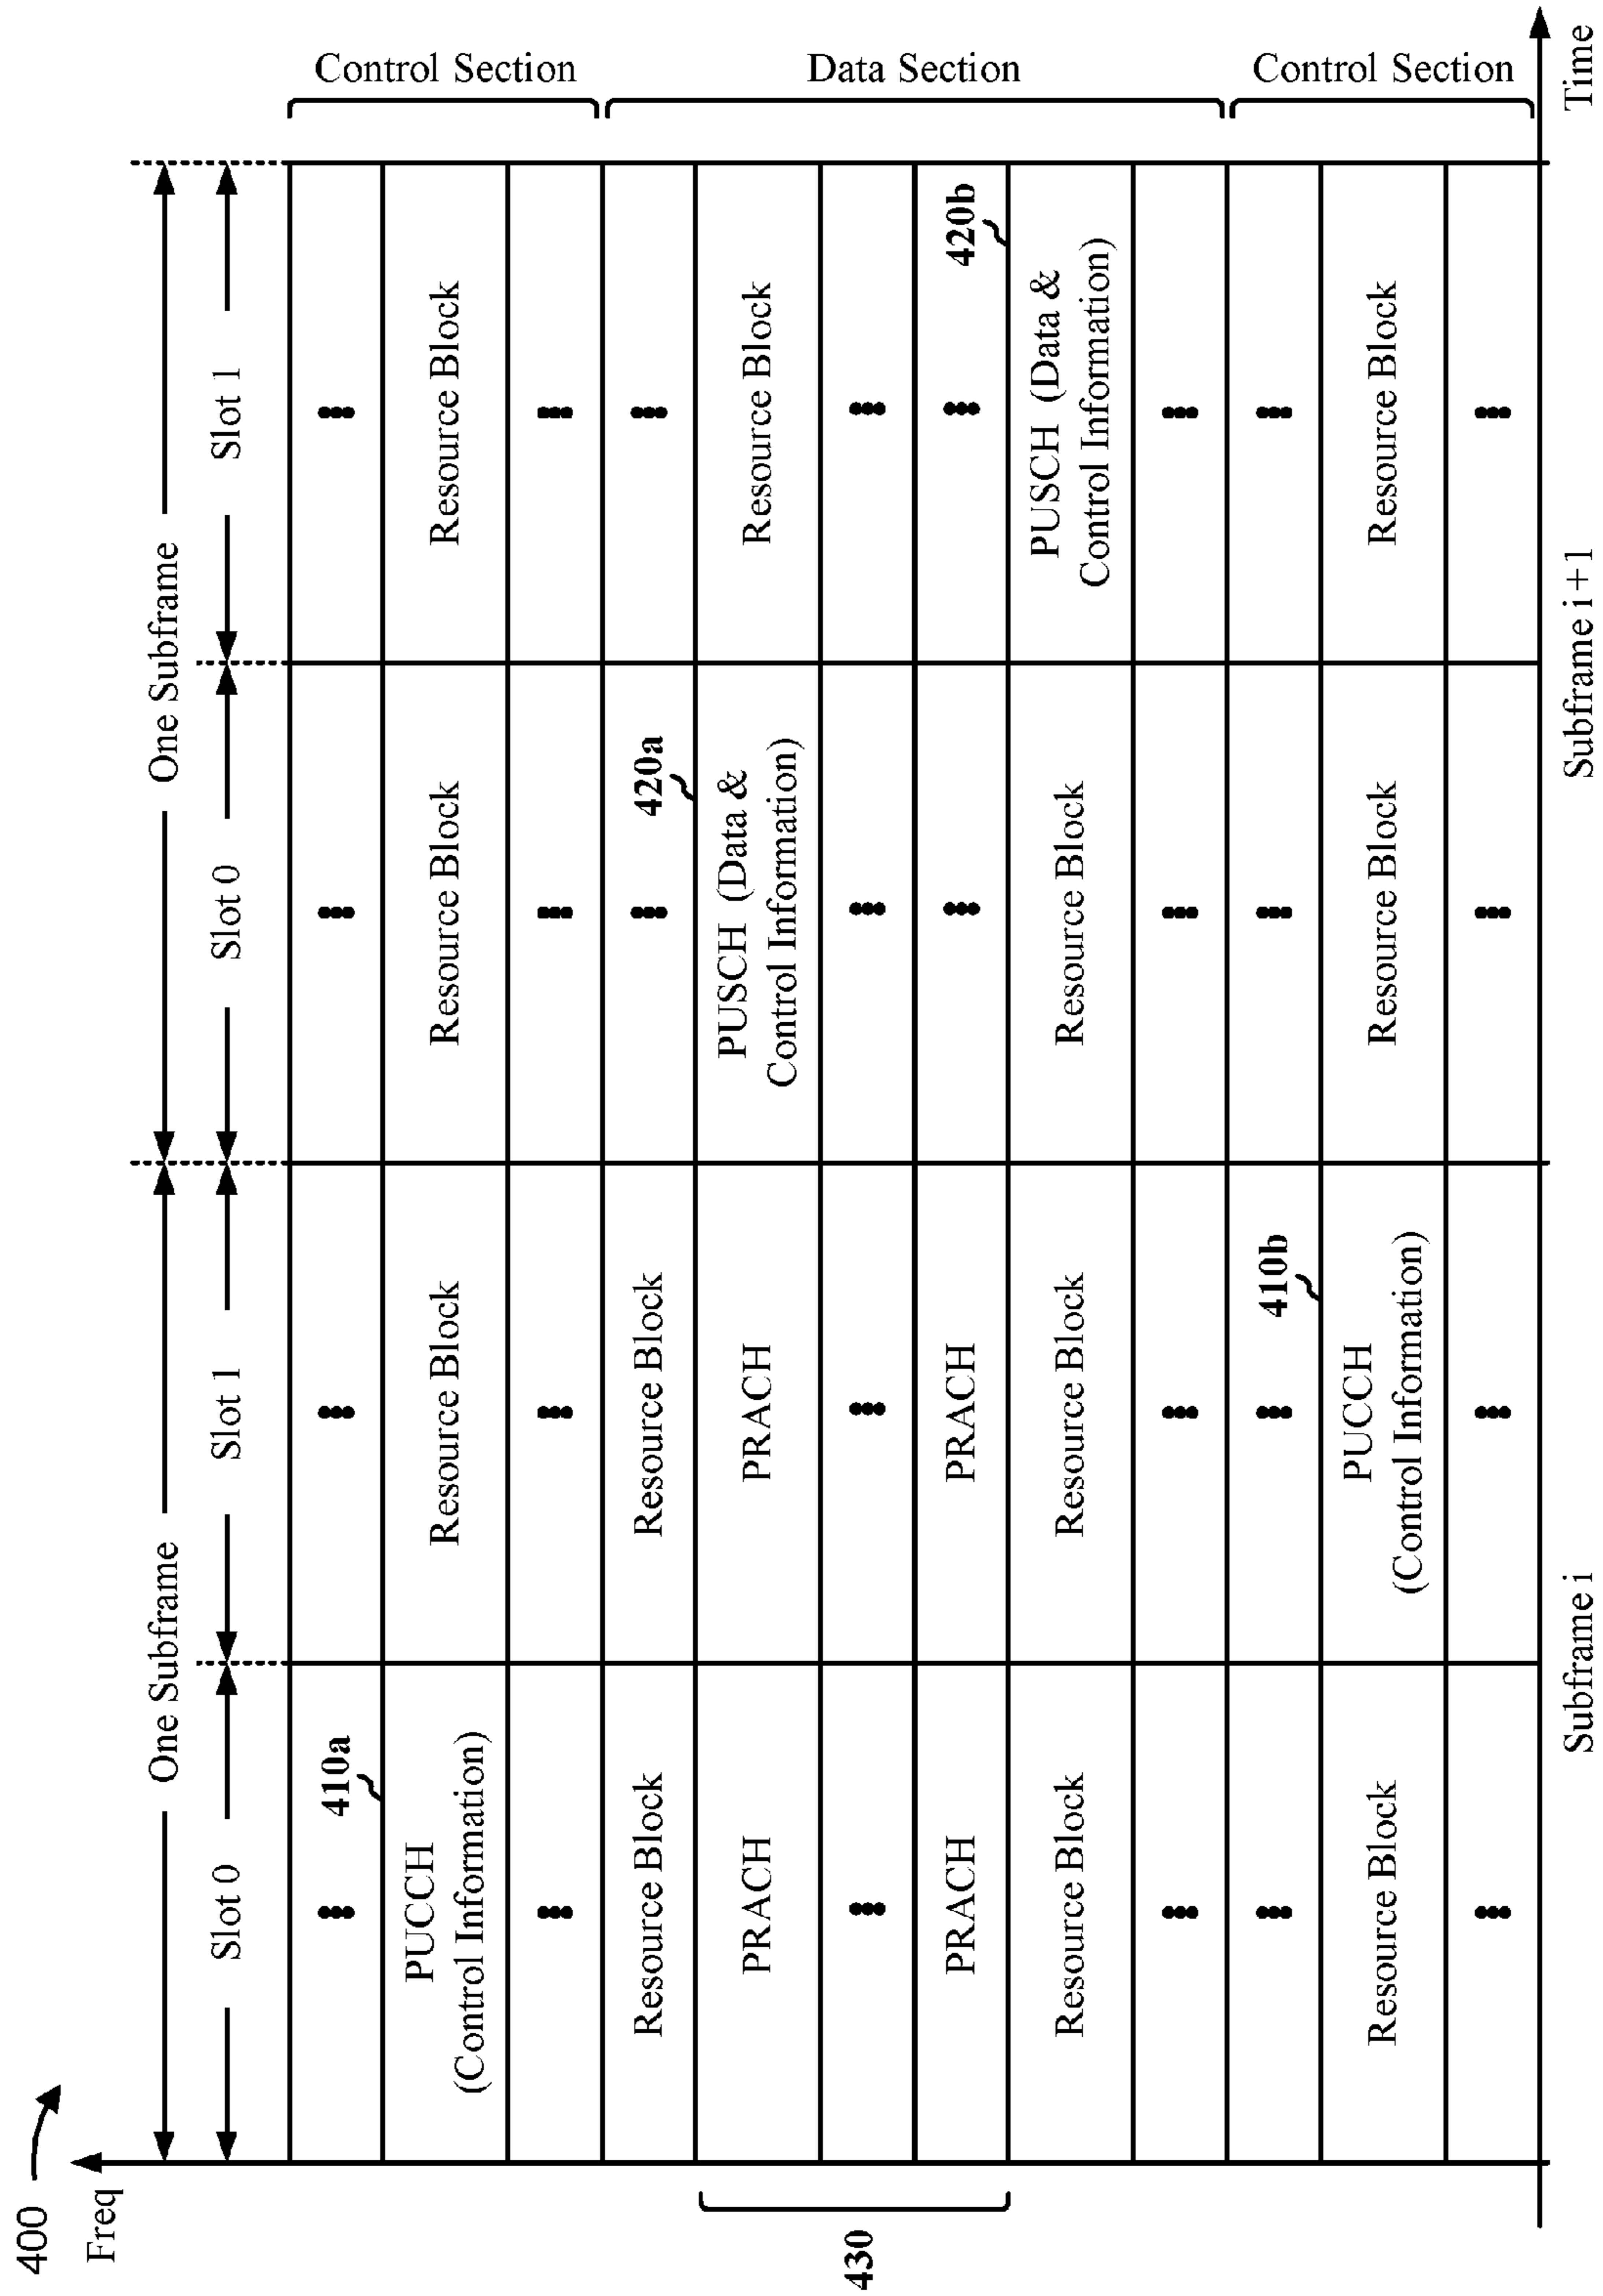 400
Freq
One Subframe
One Subframe
Slot 0
Slot 1
Slot 0
Slot 1
410a
PUCCH
(Control Information)
Resource Block
Resource Block
Resource Block
Control Section
Resource Block
Resource Block
420a
PRACH
PRACH
PUSCH (Data &
Control Information)
Resource Block
430
Data Section
PRACH
PRACH
420b
Resource Block
Resource Block
Resource Block
PUSCH (Data &
Control Information)
410b
Resource Block
PUCCH
(Control Information)
Resource Block
Resource Block
Control Section
Subframe i
Subframe i+1
Time